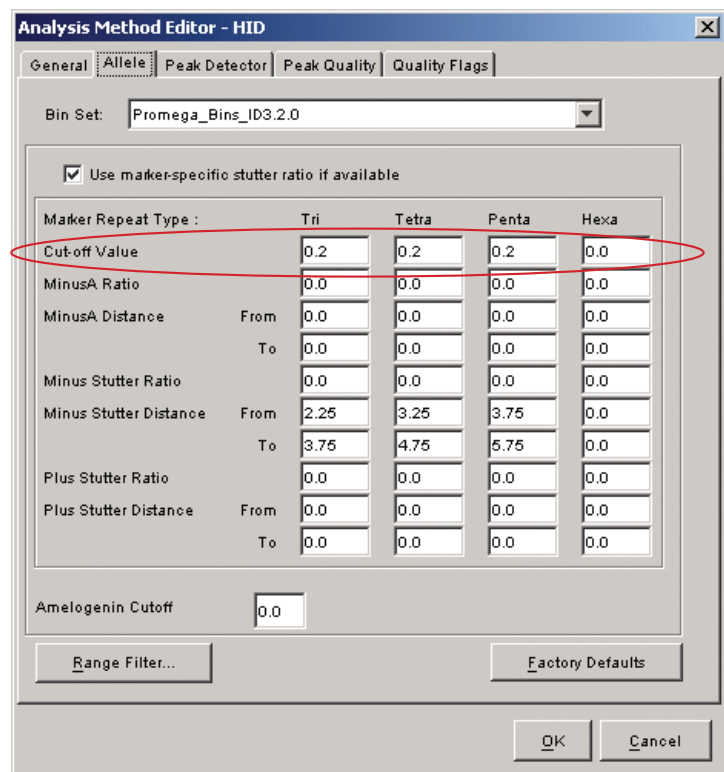 Analysis Method Editor - HID
General Allele Peak Detector Peak Quality Quality Flags
Bin Set: Promega_Bins_ID3.2.0
Use marker-specific stutter ratio if available
Marker Repeat Type : Tri Tetra Penta Hexa
Cut-off Value 0.2 0.2 0.2 0.0
MinusA Ratio 0.0 0.0 0.0 0.0
MinusA Distance From 0.0 0.0 0.0 0.0
To 0.0 0.0 0.0 0.0
Minus Stutter Ratio 0.0 0.0 0.0 0.0
Minus Stutter Distance From 2.25 3.25 3.75 0.0
To 3.75 4.75 5.75 0.0
Plus Stutter Ratio 0.0 0.0 0.0 0.0
Plus Stutter Distance From 0.0 0.0 0.0 0.0
To 0.0 0.0 0.0 0.0
Amelogenin Cutoff 0.0
Range Filter... Factory Defaults
OK Cancel